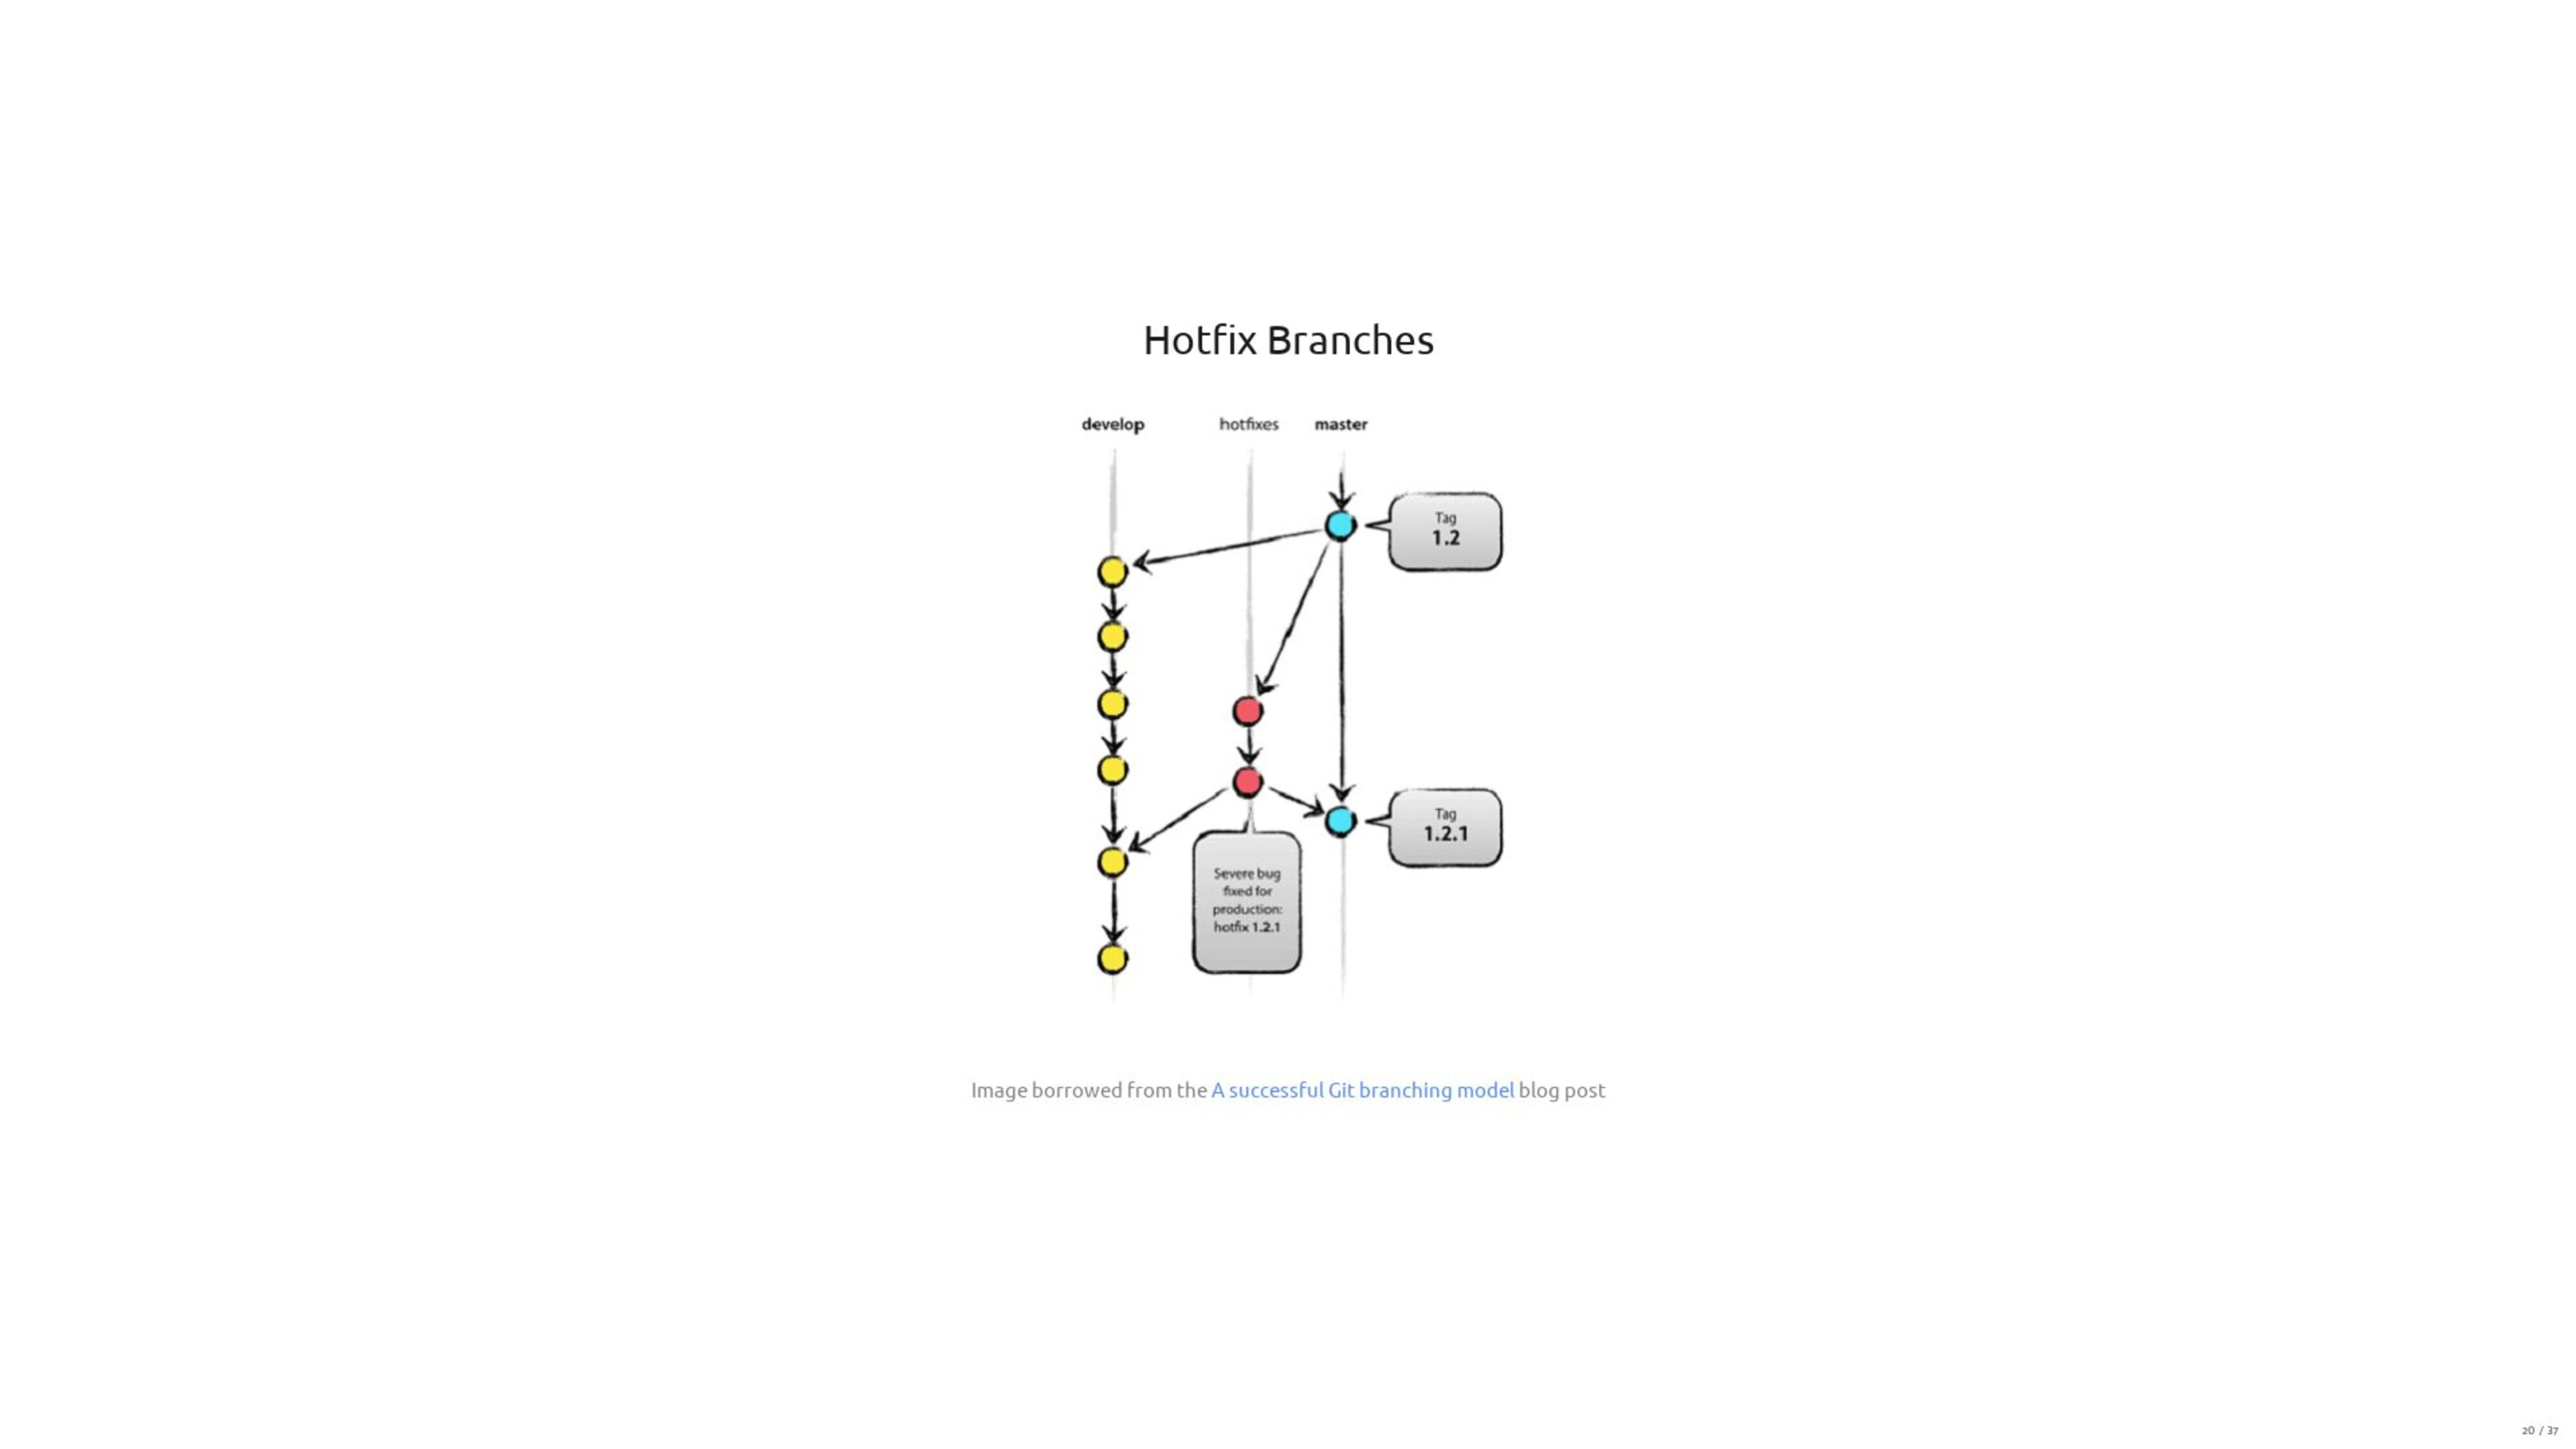 Hotfix Branches
develop hotfixes master
Tag
1.2
Tag
1.2.1
Severe bug
fixed for
production:
hotfix 1.2.1
Image borrowed from the A successful Git branching model blog post
20 / 37